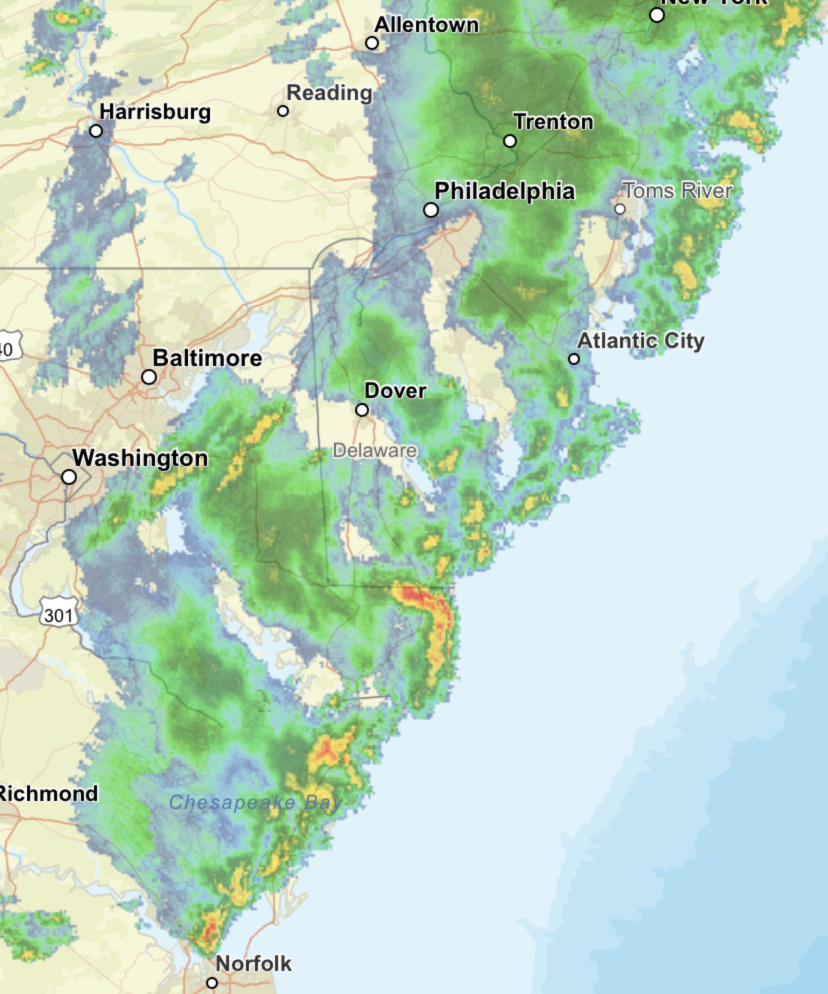 New York
Allentown
Reading
Harrisburg
Trenton
Philadelphia
Toms River
40
Atlantic City
Baltimore
Dover
Delaware
Washington
301
Richmond
Chesapeake Bay
Norfolk